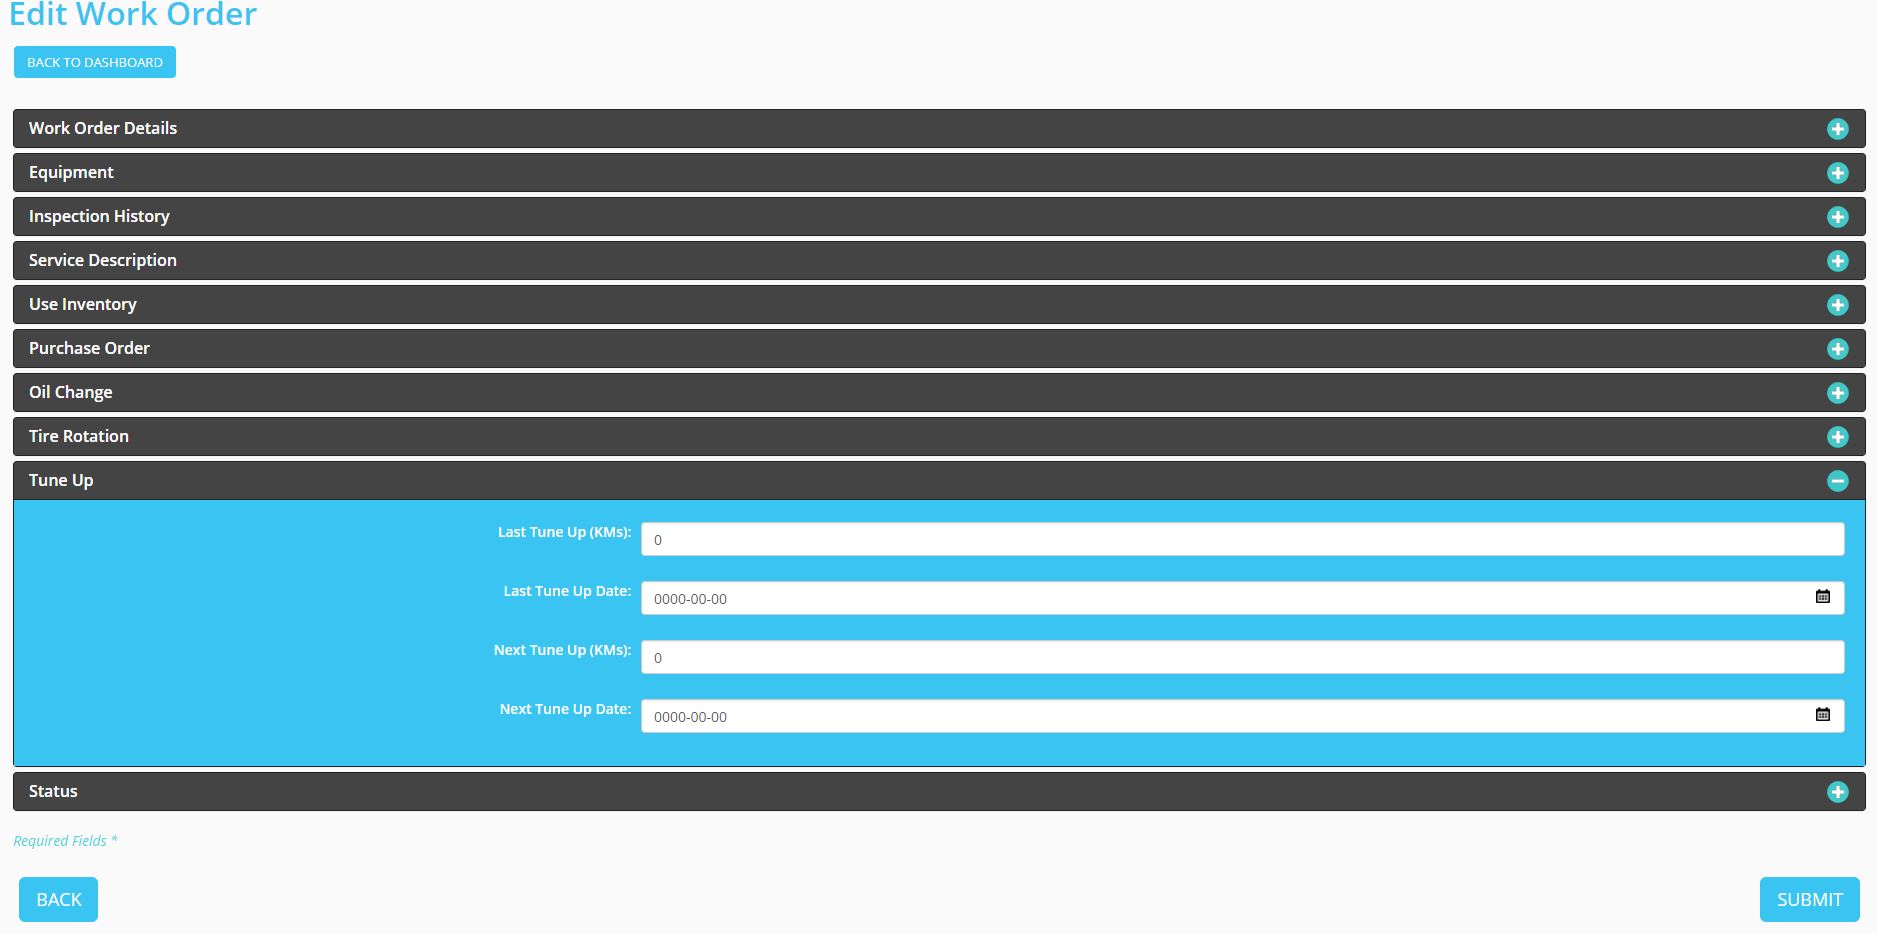 Edit Work Order
BACK TO DASHBOARD
Work Order Details
Equipment
Inspection History
Service Description
Use Inventory
Purchase Order
Oil Change
Tire Rotation
Tune Up
Last Tune Up (KMs): 0
Last Tune Up Date: 0000-00-00
Next Tune Up (KMs): 0
Next Tune Up Date: 0000-00-00
Status
Required Fields *
BACK SUBMIT